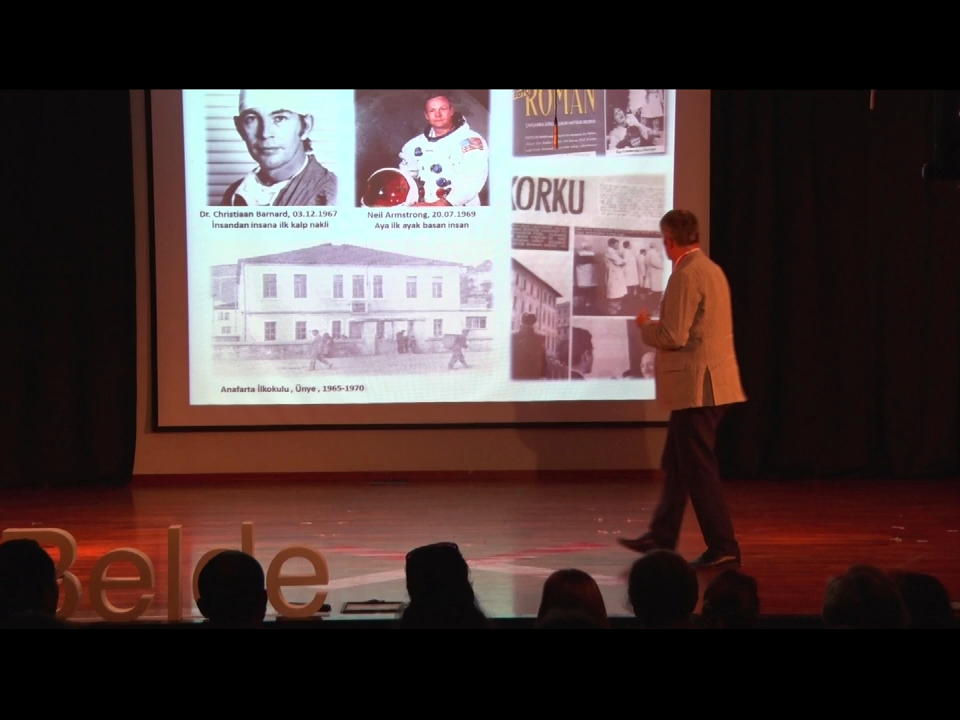 Dr. Christiaan Barnard, 03.12.1967
İnsandan insana ilk kalp nakli
Neil Armstrong, 20.07.1969
Aya ilk ayak basan insan
Anafarta İlkokulu , Ünye , 1965-1970
ROMAN
KORKU
Belde